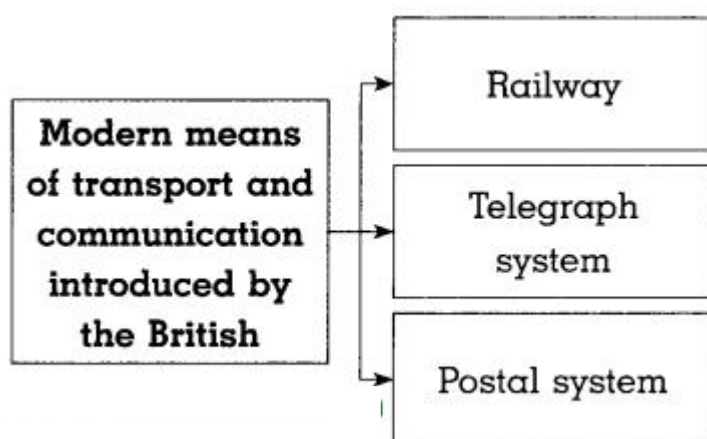 Modern means
of transport and
communication
introduced by
the British
Railway
Telegraph
system
Postal system